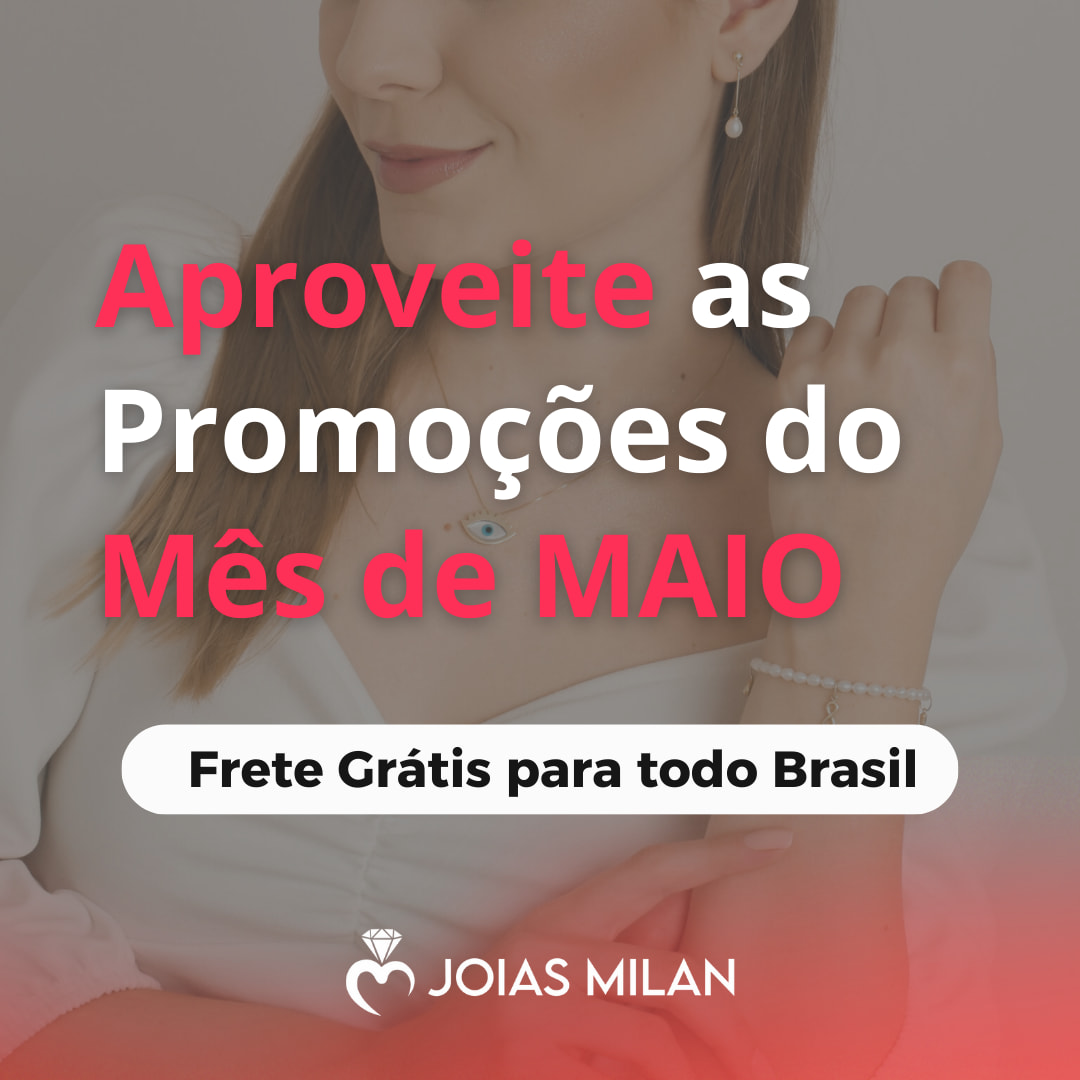 Aproveite as
Promoções do
Mês de MAIO
Frete Grátis para todo Brasil
JOIAS MILAN